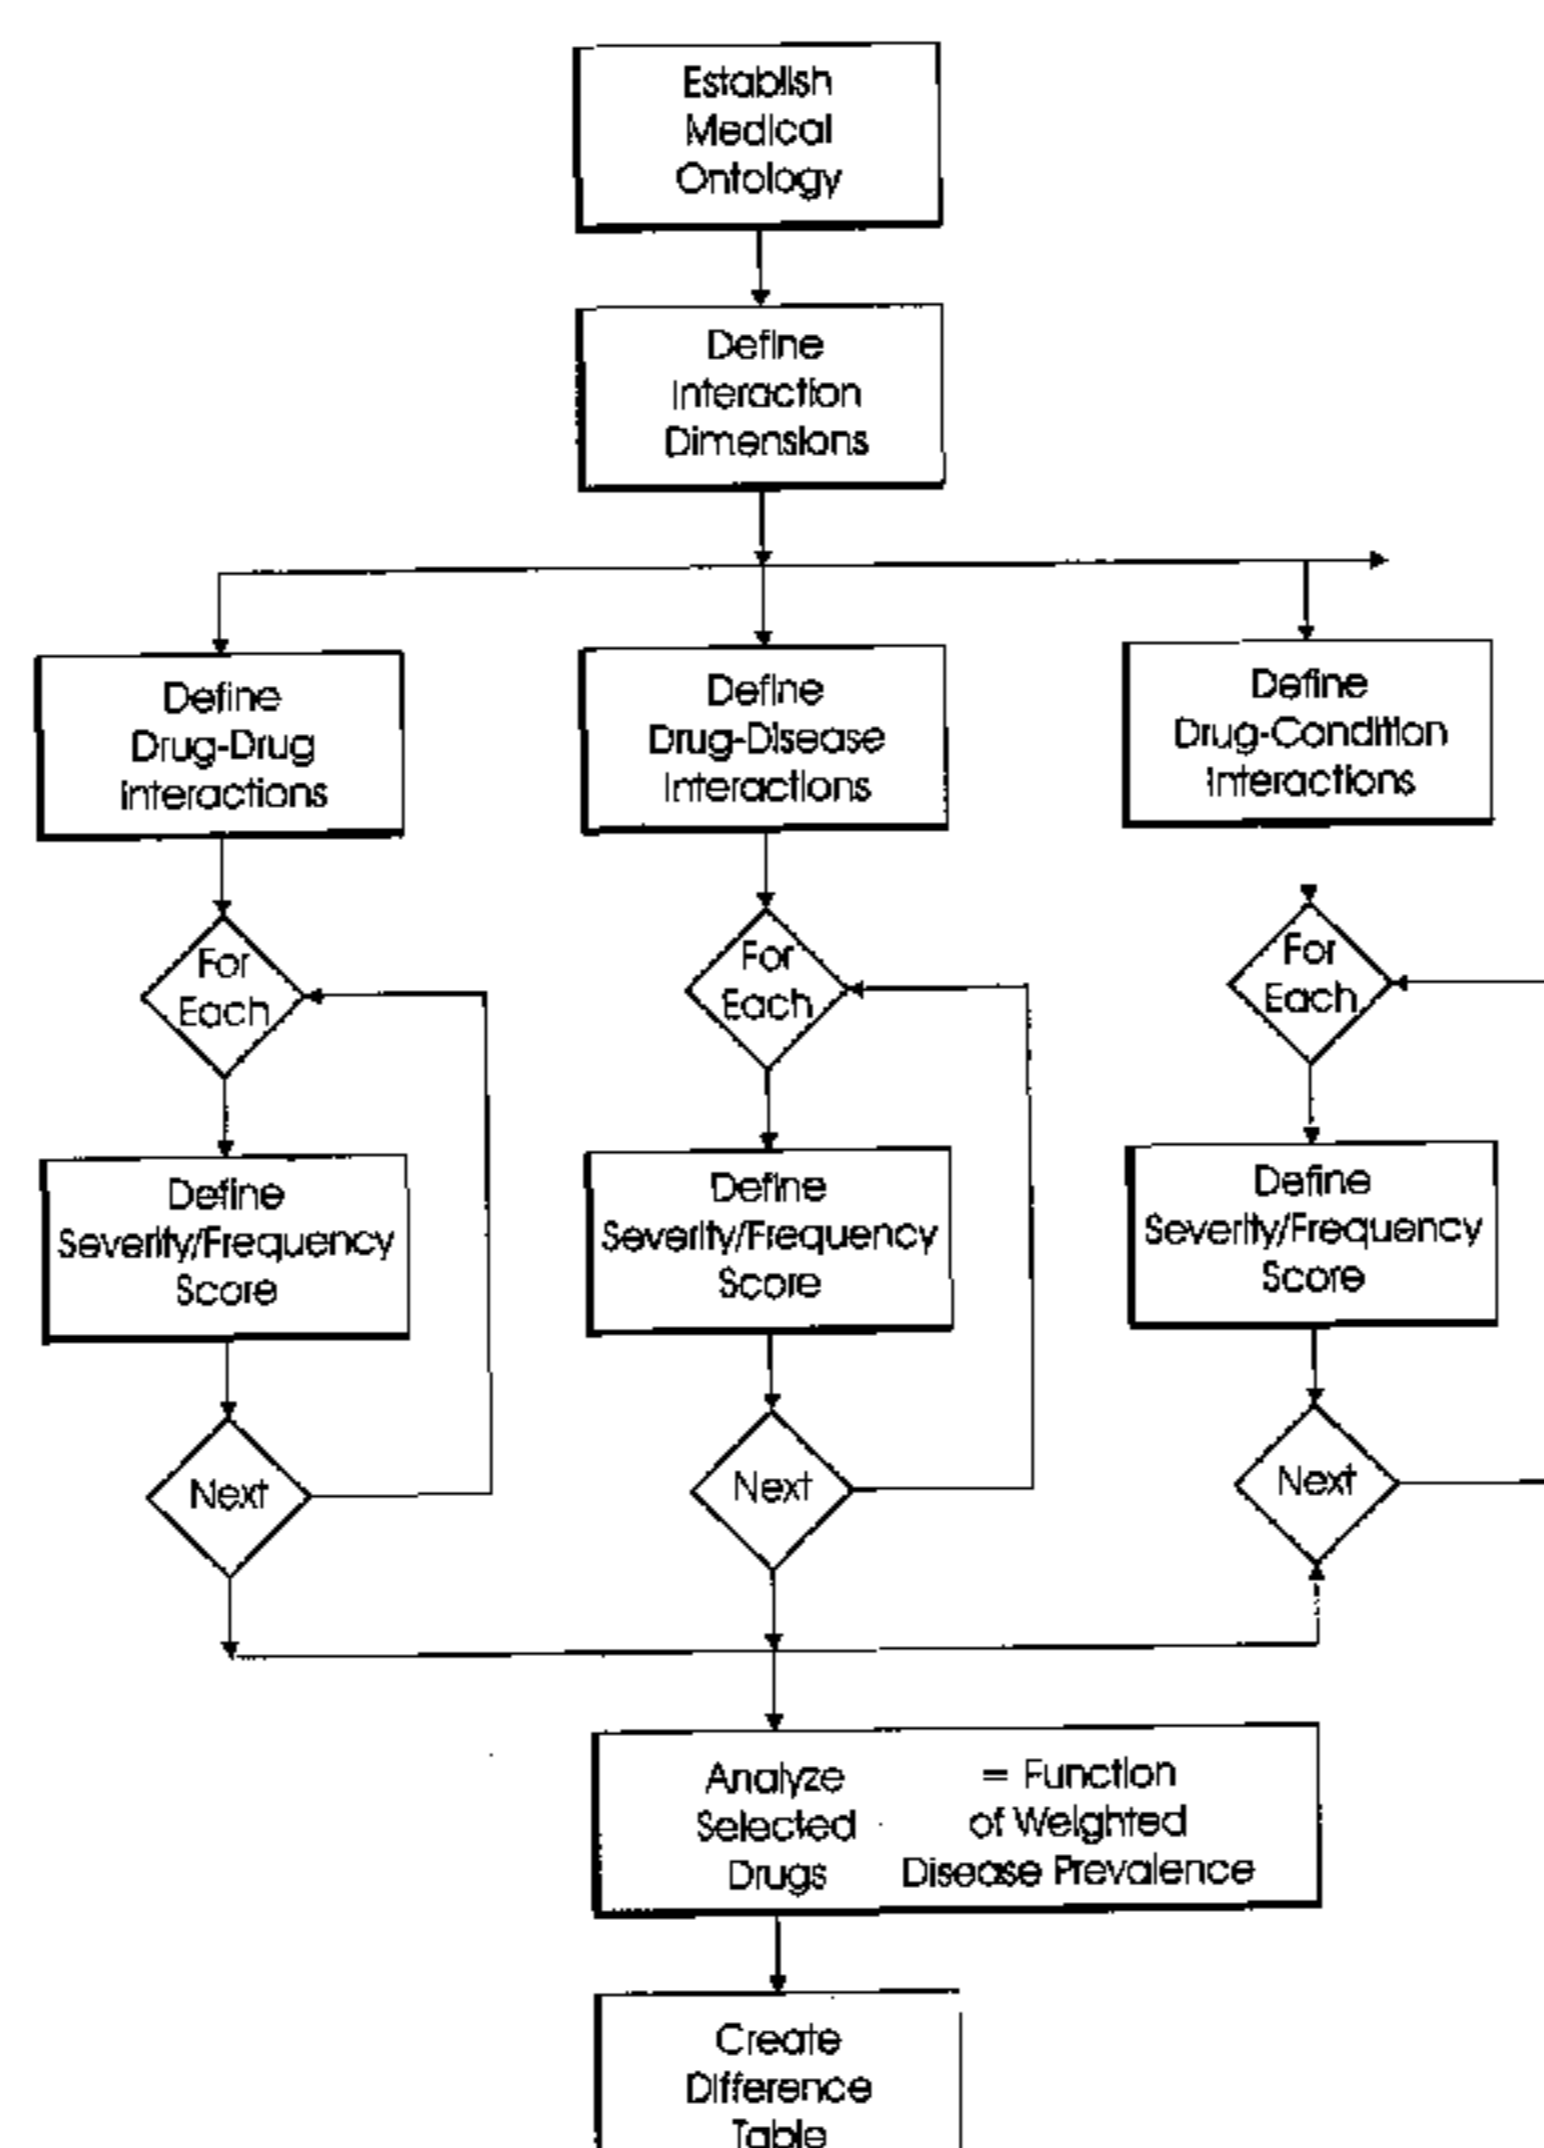 Establish
Medical
Ontology
Define
Interaction
Dimensions
Define
Drug-Drug
Interactions
Define
Drug-Disease
Interactions
Define
Drug-Condition
Interactions
For
Each
For
Each
For
Each
Define
Severity/Frequency
Score
Define
Severity/Frequency
Score
Define
Severity/Frequency
Score
Next
Next
Next
Analyze
Selected
Drugs
= Function
of Weighted
Disease Prevalence
Create
Difference
Table